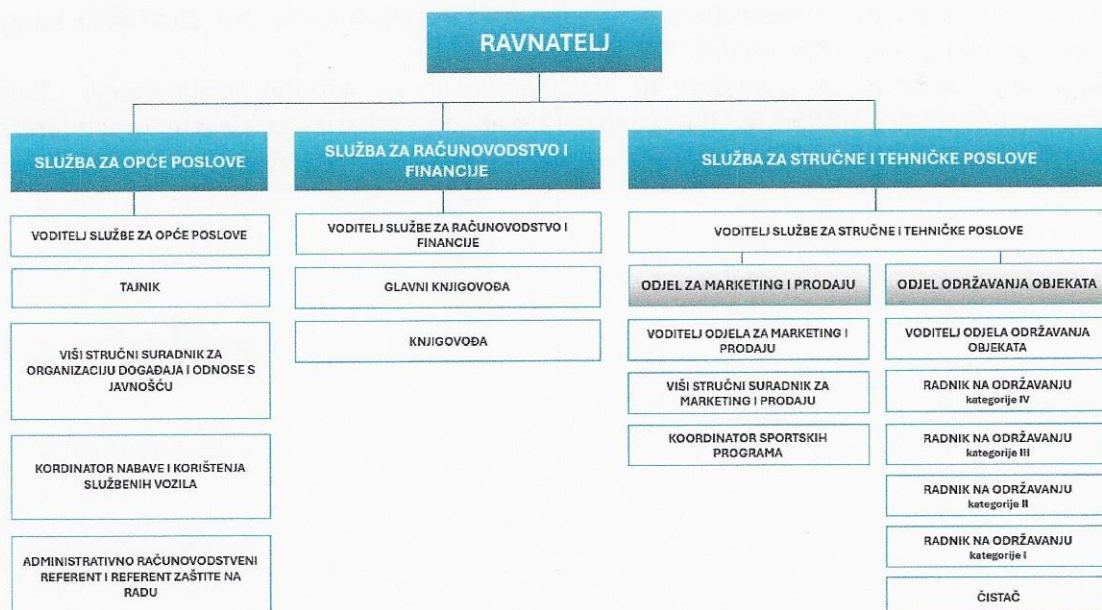 RAVNATELJ
SLUŽBA ZA OPĆE POSLOVE
VODITELJ SLUŽBE ZA OPĆE POSLOVE
TAJNIK
VIŠI STRUČNI SURADNIK ZA
ORGANIZACIJU DOGAĐAJA I ODNOSE S
JAVNOŠĆU
KORDINATOR NABAVE I KORIŠTENJA
SLUŽBENIH VOZILA
ADMINISTRATIVNO RAČUNOVODSTVENI
REFERENT I REFERENT ZAŠTITE NA
RADU
SLUŽBA ZA RAČUNOVODSTVO I
FINANCIJE
VODITELJ SLUŽBE ZA RAČUNOVODSTVO I
FINANCIJE
GLAVNI KNJIGOVOĐA
KNJIGOVOĐA
SLUŽBA ZA STRUČNE I TEHNIČKE POSLOVE
VODITELJ SLUŽBE ZA STRUČNE I TEHNIČKE POSLOVE
ODJEL ZA MARKETING I PRODAJU
VODITELJ ODJELA ZA MARKETING I
PRODAJU
VIŠI STRUČNI SURADNIK ZA
MARKETING I PRODAJU
KOORDINATOR SPORTSKIH
PROGRAMA
ODJEL ODRŽAVANJA OBJEKATA
VODITELJ ODJELA ODRŽAVANJA
OBJEKATA
RADNIK NA ODRŽAVANJU
kategorije IV
RADNIK NA ODRŽAVANJU
kategorije III
RADNIK NA ODRŽAVANJU
kategorije II
RADNIK NA ODRŽAVANJU
kategorije I
ČISTAČ